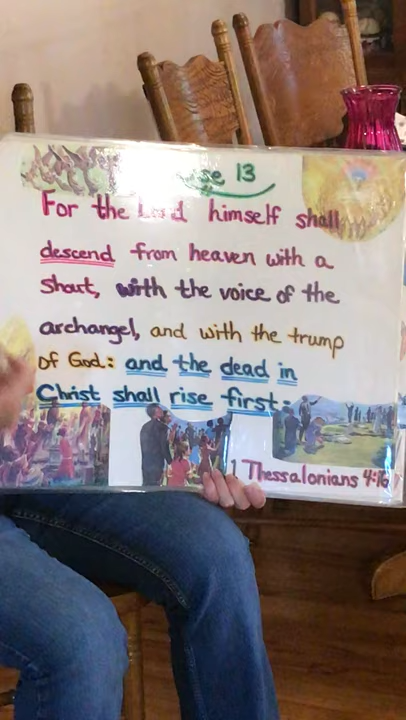 13
For the Lord himself shall
descend from heaven with a
shout, with the voice of the
archangel, and with the trump
of God: and the dead in
Christ shall rise first:
1 Thessalonians 4:16